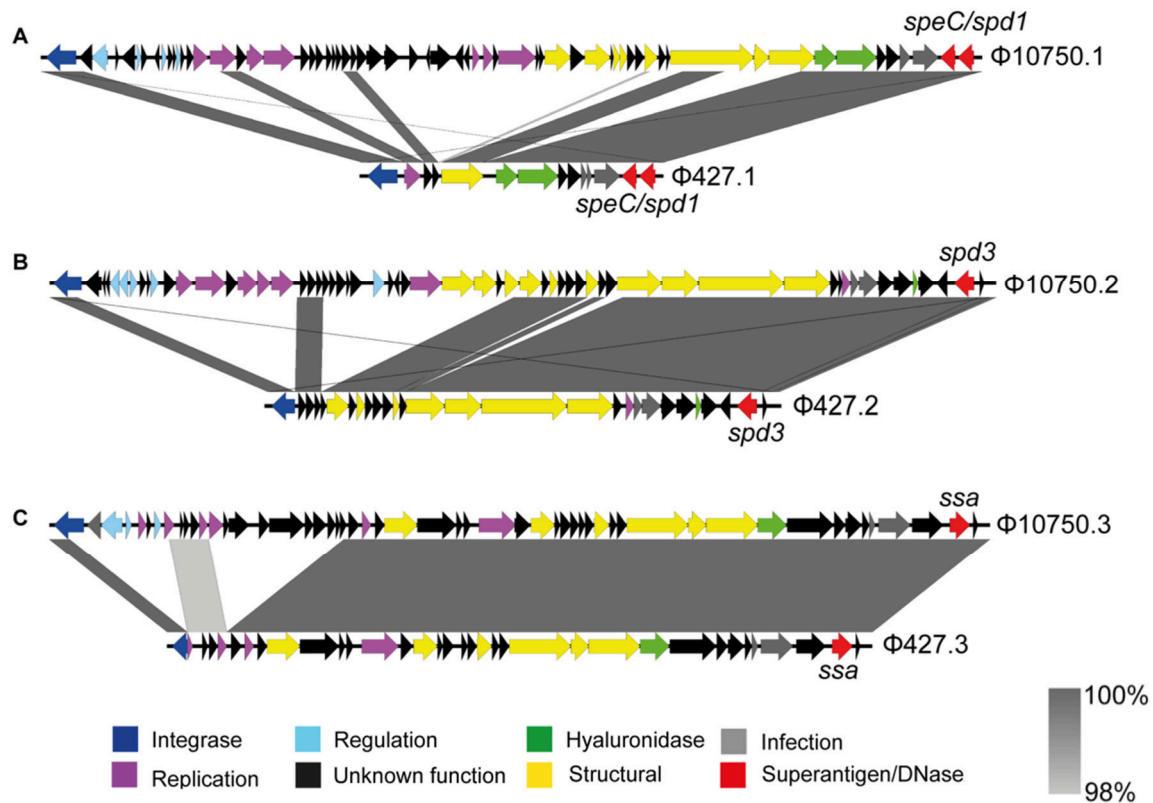 A
speC/spd1
Φ10750.1
Φ427.1
speC/spd1
B
spd3
Φ10750.2
Φ427.2
spd3
C
ssa
Φ10750.3
Φ427.3
ssa
100%
98%
Integrase
Regulation
Hyaluronidase
Infection
Replication
Unknown function
Structural
Superantigen/DNase